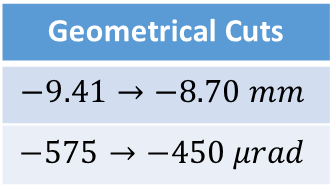 Geometrical Cuts
−9.41 → −8.70 mm
−575 → −450 μrad